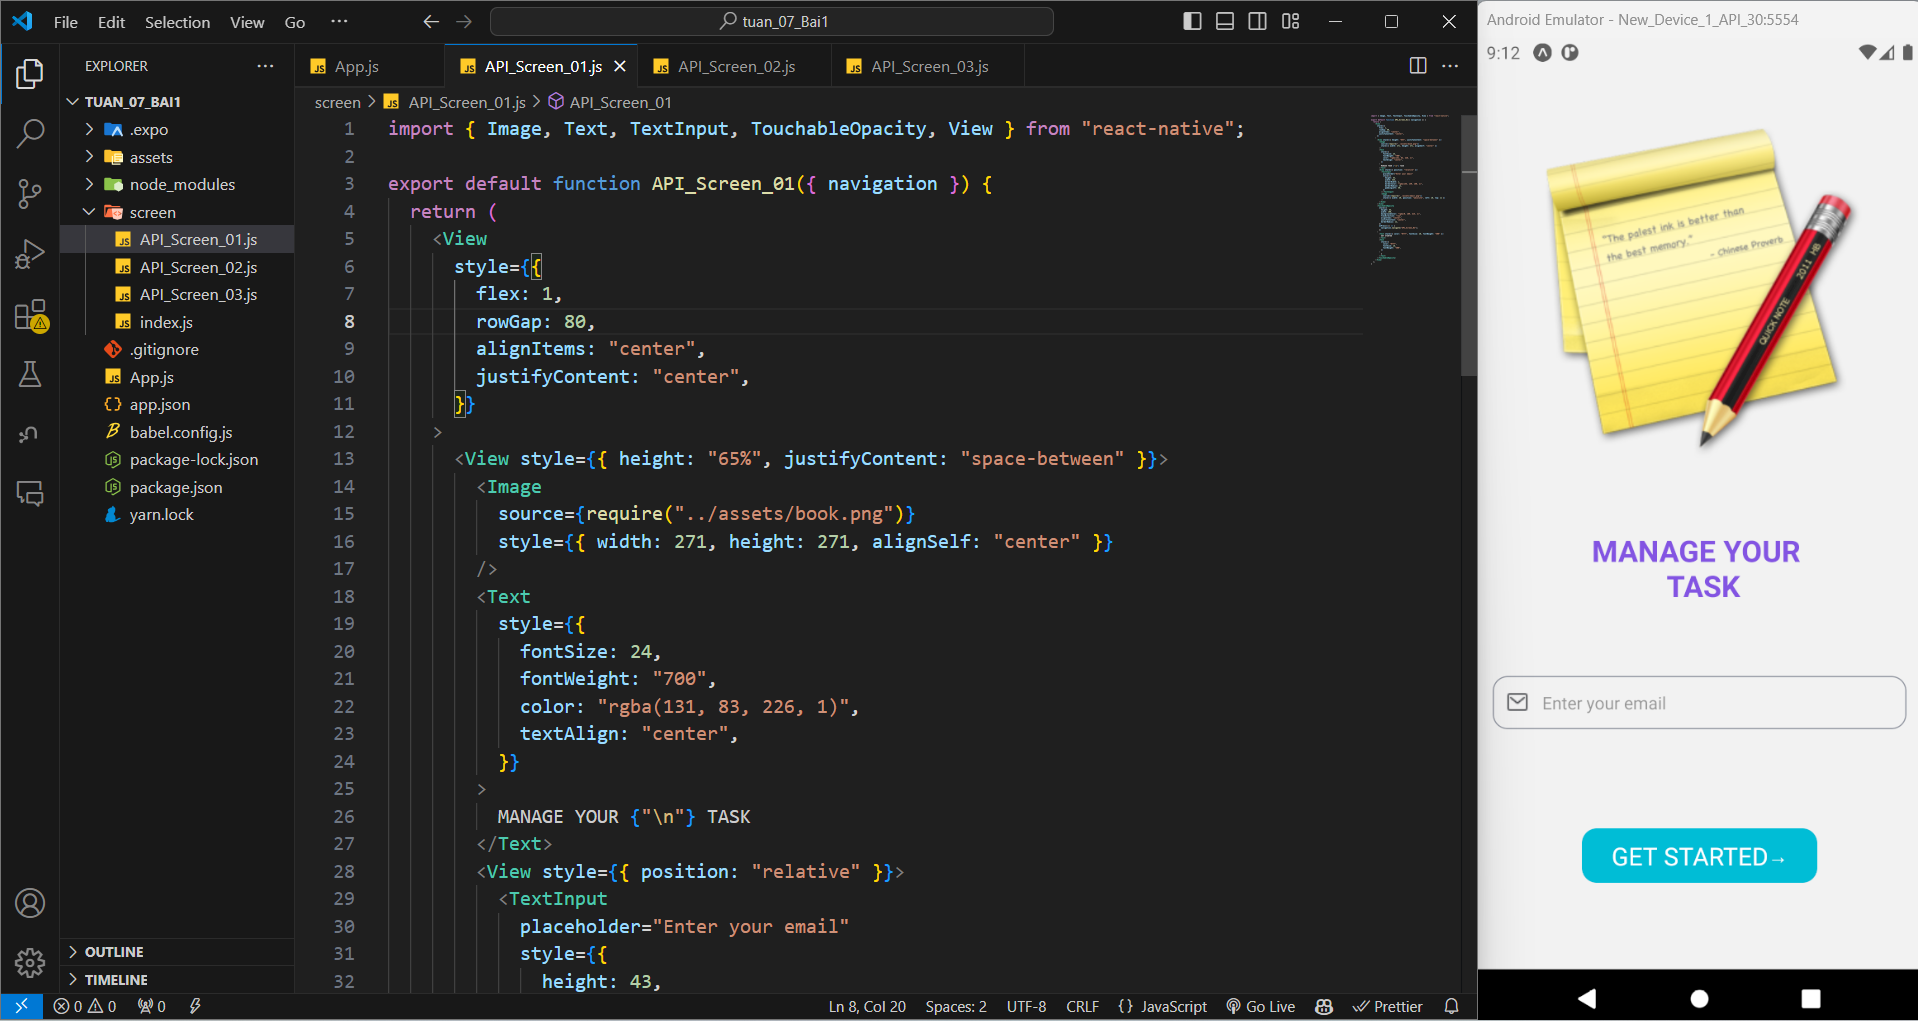 File Edit Selection View Go ··· tuan_07_Bai1
EXPLORER ···
TUAN_07_BAI1
.expo
assets
node_modules
screen
API_Screen_01.js
API_Screen_02.js
API_Screen_03.js
index.js
.gitignore
App.js
app.json
babel.config.js
package-lock.json
package.json
yarn.lock
OUTLINE
TIMELINE
App.js API_Screen_01.js API_Screen_02.js API_Screen_03.js
screen > API_Screen_01.js > API_Screen_01
1 import { Image, Text, TextInput, TouchableOpacity, View } from "react-native";
2
3 export default function API_Screen_01({ navigation }) {
4 return (
5 <View
6 style={{
7 flex: 1,
8 rowGap: 80,
9 alignItems: "center",
10 justifyContent: "center",
11 }}
12 >
13 <View style={{ height: "65%", justifyContent: "space-between" }}>
14 <Image
15 source={require("../assets/book.png")}
16 style={{ width: 271, height: 271, alignSelf: "center" }}
17 />
18 <Text
19 style={{
20 fontSize: 24,
21 fontWeight: "700",
22 color: "rgba(131, 83, 226, 1)",
23 textAlign: "center",
24 }}
25 >
26 MANAGE YOUR {"\n"} TASK
27 </Text>
28 <View style={{ position: "relative" }}>
29 <TextInput
30 placeholder="Enter your email"
31 style={{
32 height: 43,
0 0 0
Ln 8, Col 20 Spaces: 2 UTF-8 CRLF {} JavaScript Go Live Prettier
Android Emulator - New_Device_1_API_30:5554
9:12
"The palest ink is better than
the best memory."
- Chinese Proverb
2011 HB
QUICK NOTE
MANAGE YOUR
TASK
Enter your email
GET STARTED→